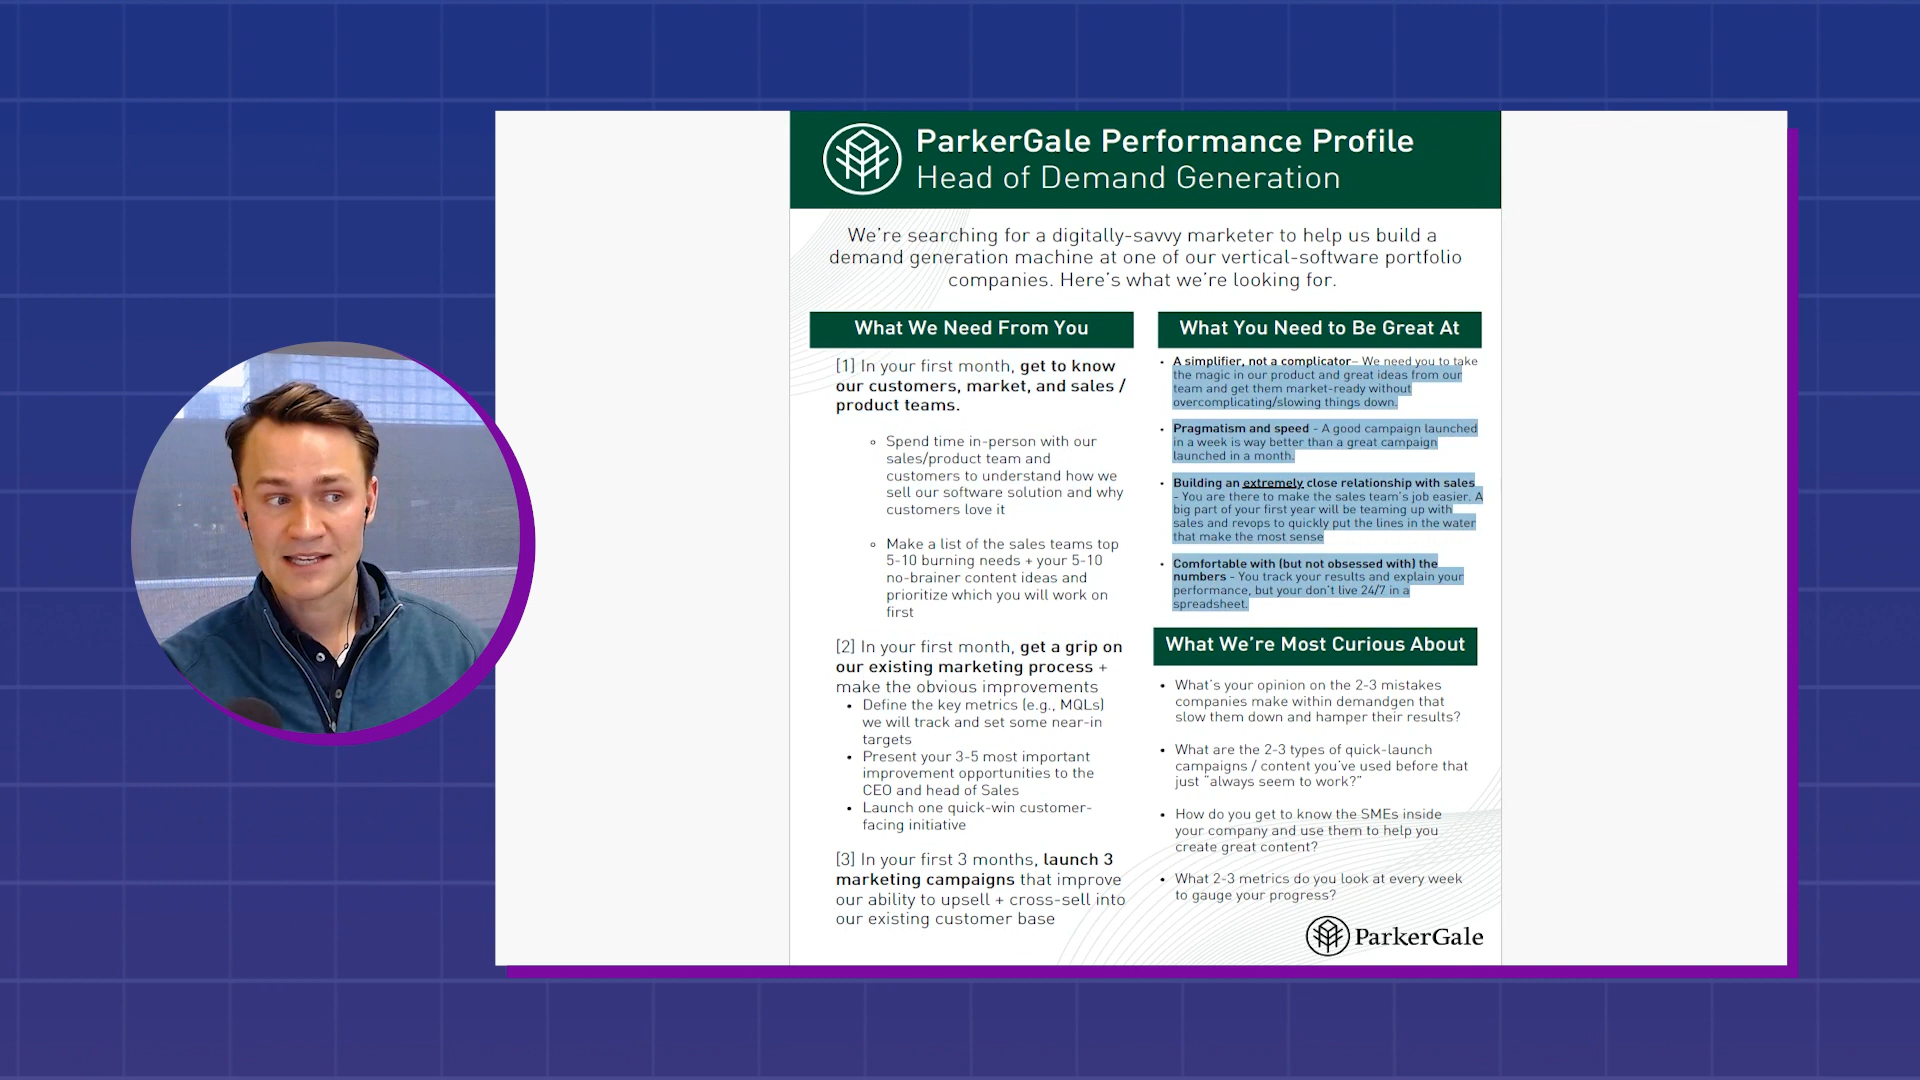 ParkerGale Performance Profile
Head of Demand Generation
We're searching for a digitally-savvy marketer to help us build a
demand generation machine at one of our vertical-software portfolio
companies. Here's what we're looking for.
What We Need From You
[1] In your first month, get to know
our customers, market, and sales /
product teams.
Spend time in-person with our
sales/product team and
customers to understand how we
sell our software solution and why
customers love it
Make a list of the sales teams top
5-10 burning needs + your 5-10
no-brainer content ideas and
prioritize which you will work on
first
[2] In your first month, get a grip on
our existing marketing process +
make the obvious improvements
• Define the key metrics (e.g., MQLs)
we will track and set some near-in
targets
• Present your 3-5 most important
improvement opportunities to the
CEO and head of Sales
• Launch one quick-win customer-
facing initiative
[3] In your first 3 months, launch 3
marketing campaigns that improve
our ability to upsell + cross-sell into
our existing customer base
What You Need to Be Great At
• A simplifier, not a complicator– We need you to take
the magic in our product and great ideas from our
team and get them market-ready without
overcomplicating/slowing things down.
• Pragmatism and speed - A good campaign launched
in a week is way better than a great campaign
launched in a month.
• Building an extremely close relationship with sales
- You are there to make the sales team's job easier. A
big part of your first year will be teaming up with
sales and revops to quickly put the lines in the water
that make the most sense
• Comfortable with (but not obsessed with) the
numbers - You track your results and explain your
performance, but your don't live 24/7 in a
spreadsheet.
What We're Most Curious About
• What's your opinion on the 2-3 mistakes
companies make within demandgen that
slow them down and hamper their results?
• What are the 2-3 types of quick-launch
campaigns / content you've used before that
just "always seem to work?"
• How do you get to know the SMEs inside
your company and use them to help you
create great content?
• What 2-3 metrics do you look at every week
to gauge your progress?
ParkerGale